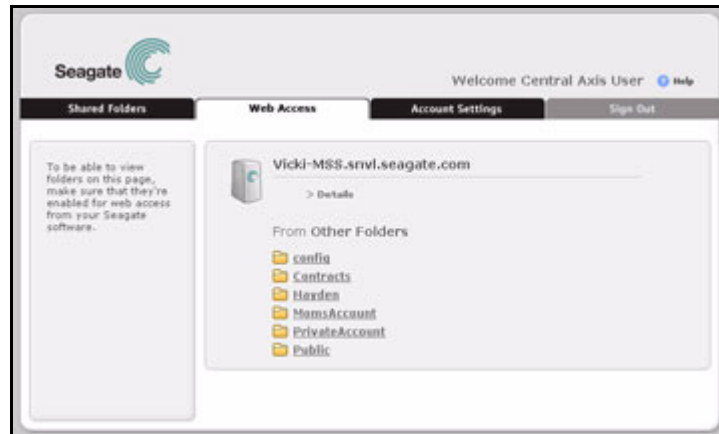 Seagate
Welcome Central Axis User
Help
Shared Folders
Web Access
Account Settings
Sign Out
To be able to view
folders on this page,
make sure that they're
enabled for web access
from your Seagate
software.
Vicki-MSS.snvl.seagate.com
> Details
From Other Folders
config
Contracts
Hayden
MomsAccount
PrivateAccount
Public